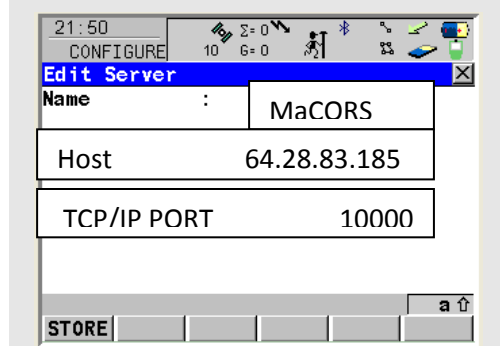 21:50
CONFIGURE
10
Σ= 0
G= 0
Edit Server
Name :
MaCORS
Host 64.28.83.185
TCP/IP PORT 10000
a
STORE